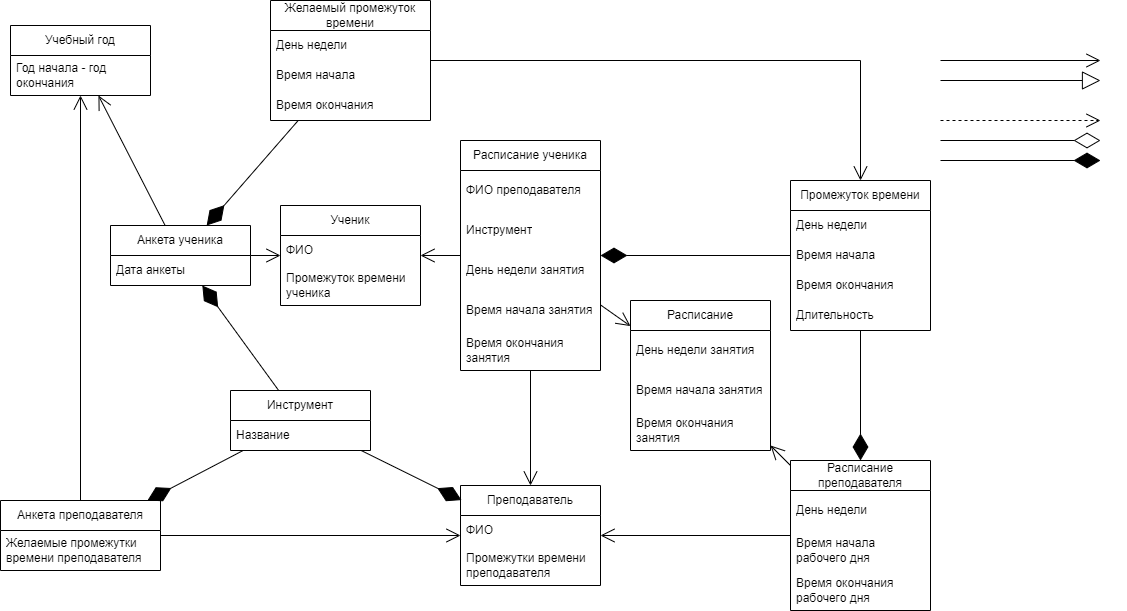 Желаемый промежуток
времени
День недели
Время начала
Время окончания
Учебный год
Год начала - год
окончания
Расписание ученика
ФИО преподавателя
Инструмент
День недели занятия
Время начала занятия
Время окончания
занятия
Промежуток времени
День недели
Время начала
Время окончания
Длительность
Ученик
ФИО
Промежуток времени
ученика
Анкета ученика
Дата анкеты
Расписание
День недели занятия
Время начала занятия
Время окончания
занятия
Инструмент
Название
Расписание
преподавателя
День недели
Время начала
рабочего дня
Время окончания
рабочего дня
Преподаватель
ФИО
Промежутки времени
преподавателя
Анкета преподавателя
Желаемые промежутки
времени преподавателя